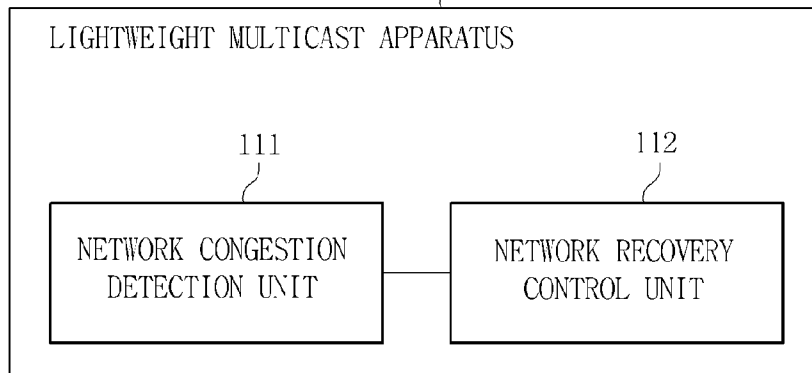 LIGHTWEIGHT MULTICAST APPARATUS
111
112
NETWORK CONGESTION
DETECTION UNIT
NETWORK RECOVERY
CONTROL UNIT